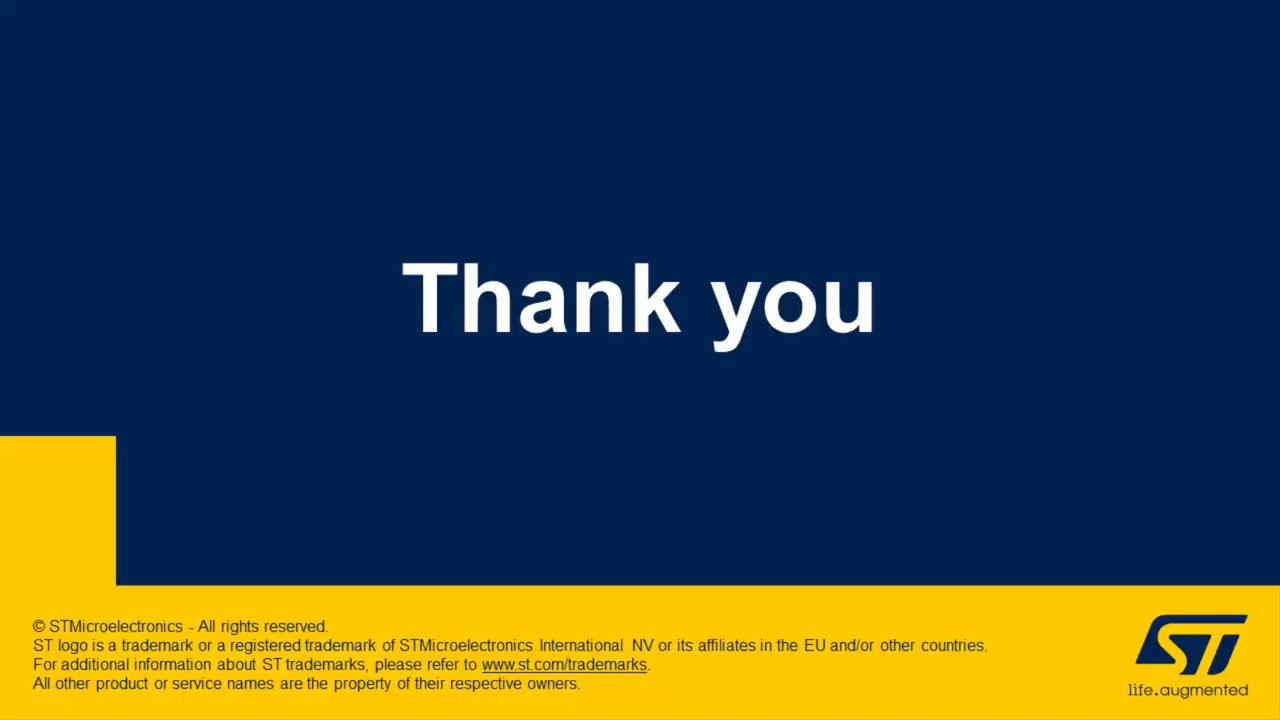 Thank you
© STMicroelectronics - All rights reserved.
ST logo is a trademark or a registered trademark of STMicroelectronics International NV or its affiliates in the EU and/or other countries.
For additional information about ST trademarks, please refer to www.st.com/trademarks.
All other product or service names are the property of their respective owners.
ST
life.augmented